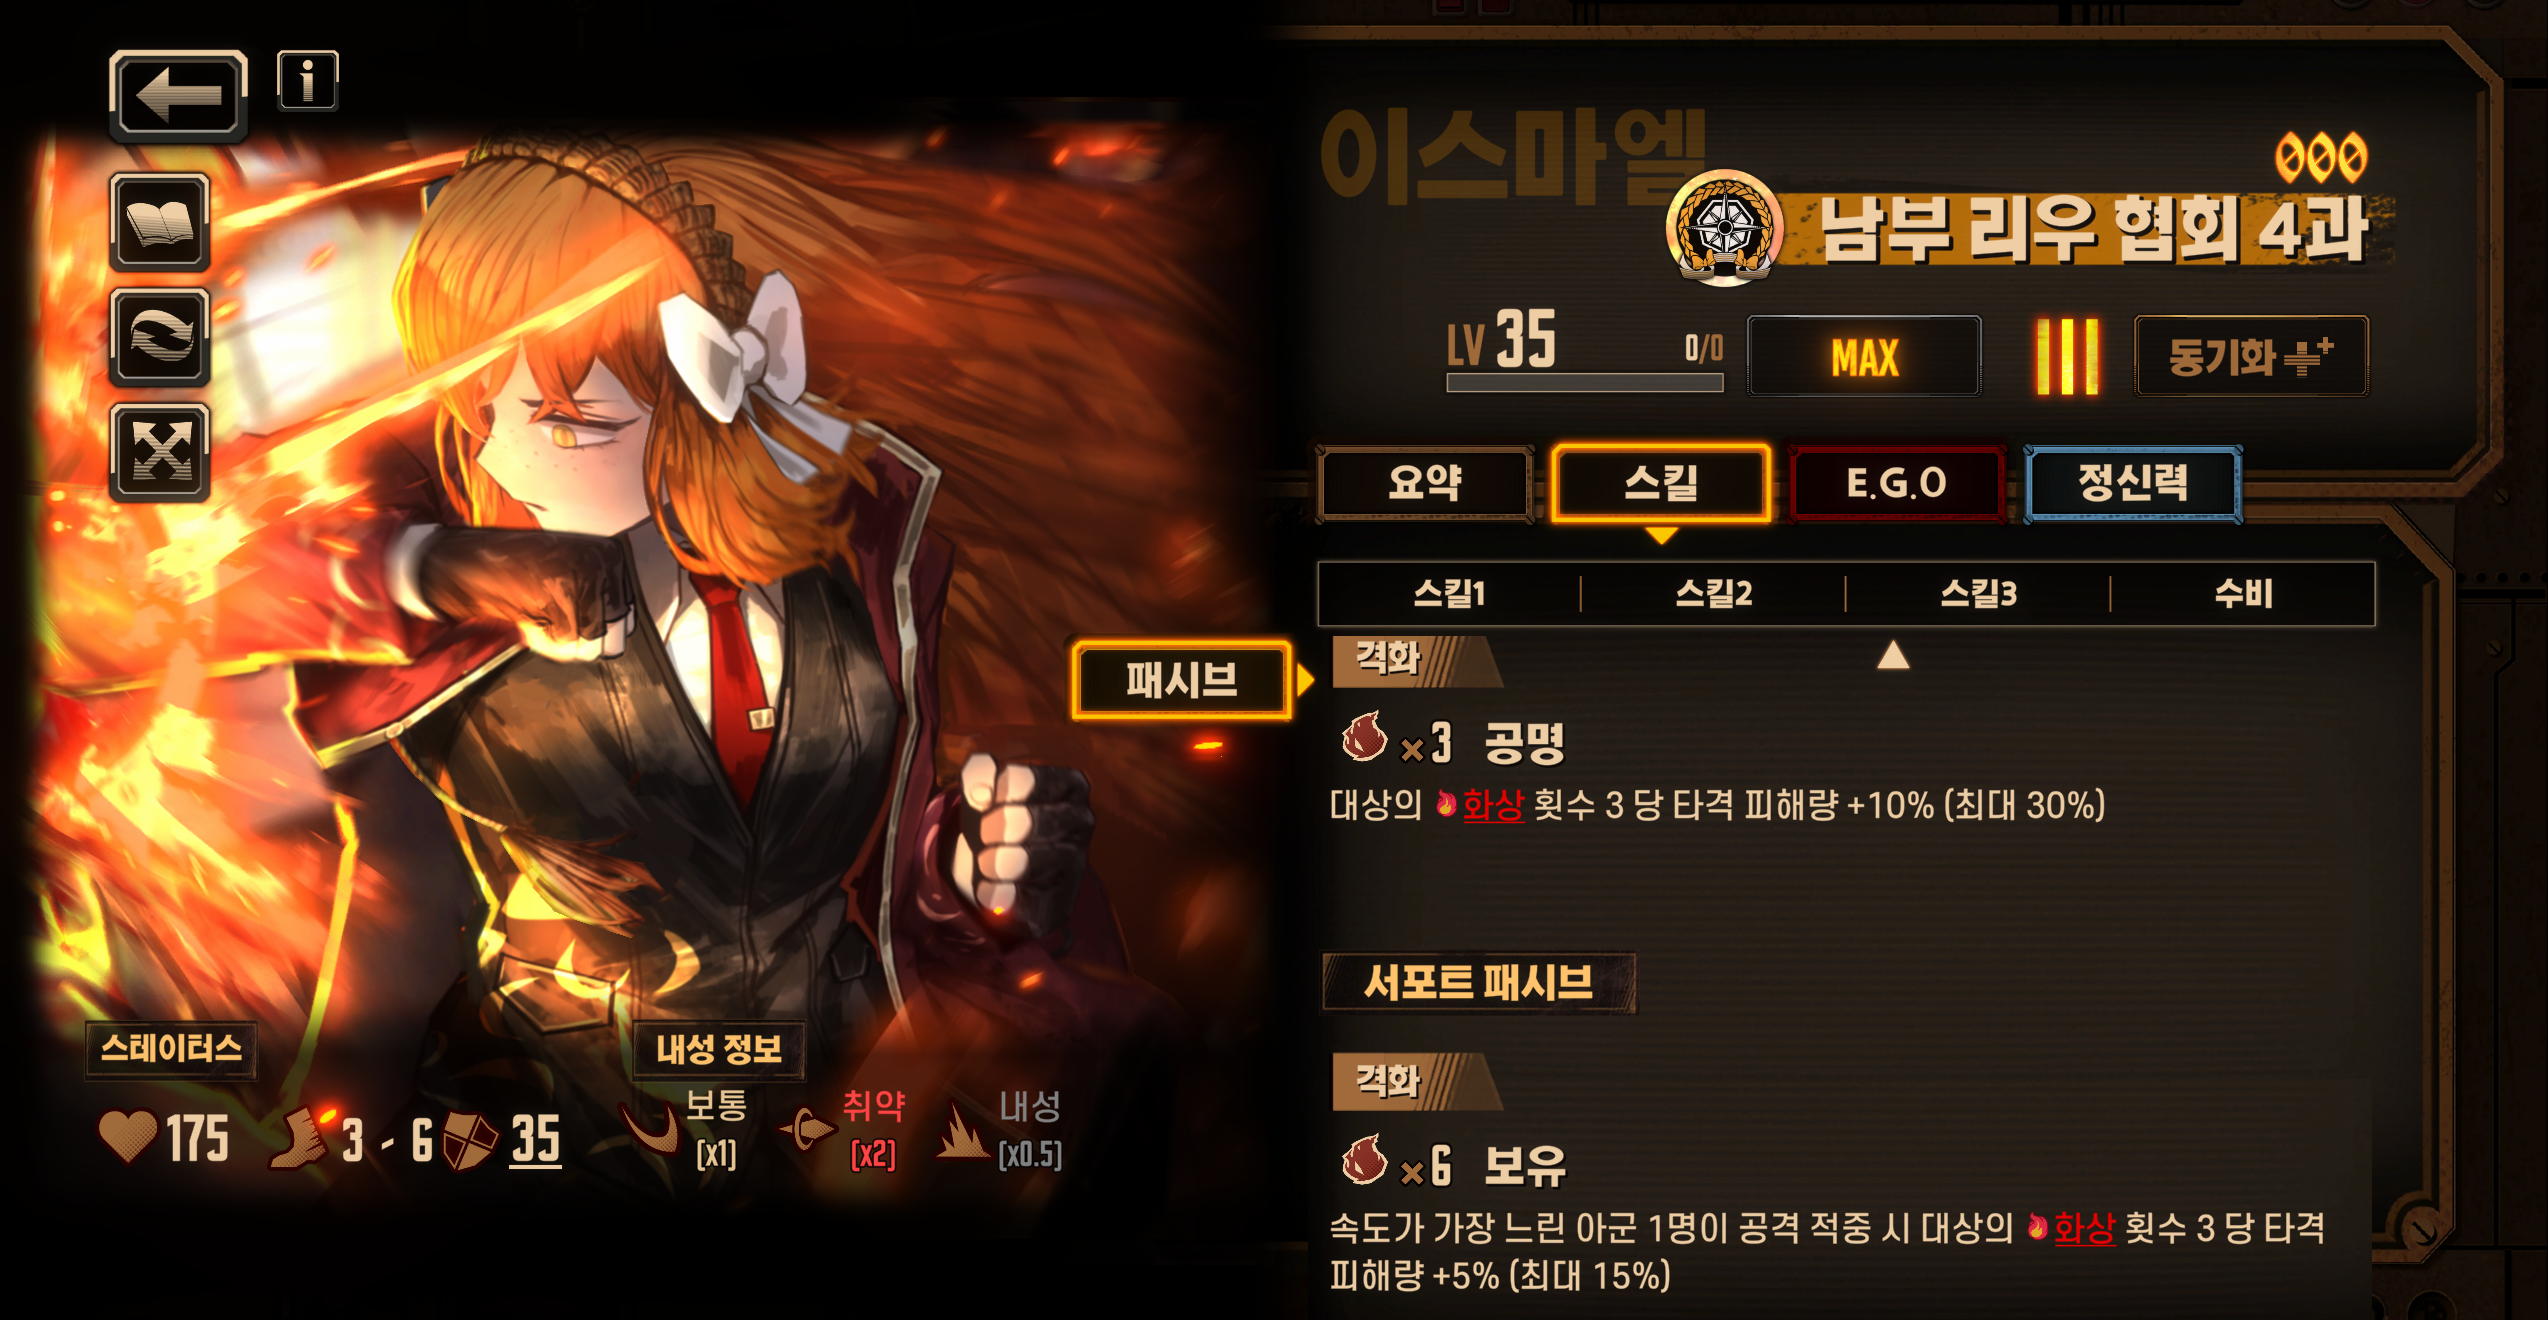 이스마엘
남부 리우 협회 4과
LV 35
0/0
MAX
동기화
요약
스킬
E.G.O
정신력
스킬1
스킬2
스킬3
수비
패시브
격화
×3 공명
대상의 화상 횟수 3 당 타격 피해량 +10% (최대 30%)
서포트 패시브
격화
×6 보유
속도가 가장 느린 아군 1명이 공격 적중 시 대상의 화상 횟수 3 당 타격
피해량 +5% (최대 15%)
스테이터스
175
3 - 6
35
내성 정보
보통
[x1]
취약
[x2]
내성
[x0.5]